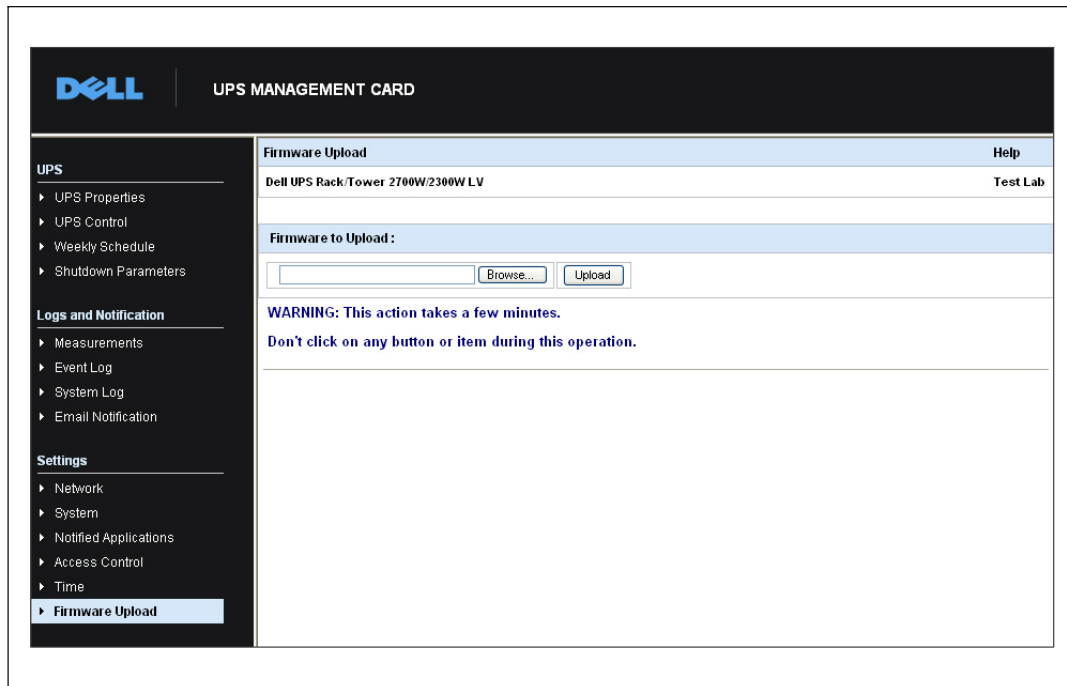 DELL
UPS MANAGEMENT CARD
UPS
UPS Properties
UPS Control
Weekly Schedule
Shutdown Parameters
Logs and Notification
Measurements
Event Log
System Log
Email Notification
Settings
Network
System
Notified Applications
Access Control
Time
Firmware Upload
Firmware Upload Help
Dell UPS Rack/Tower 2700W/2300W LV Test Lab
Firmware to Upload :
Browse... Upload
WARNING: This action takes a few minutes.
Don't click on any button or item during this operation.